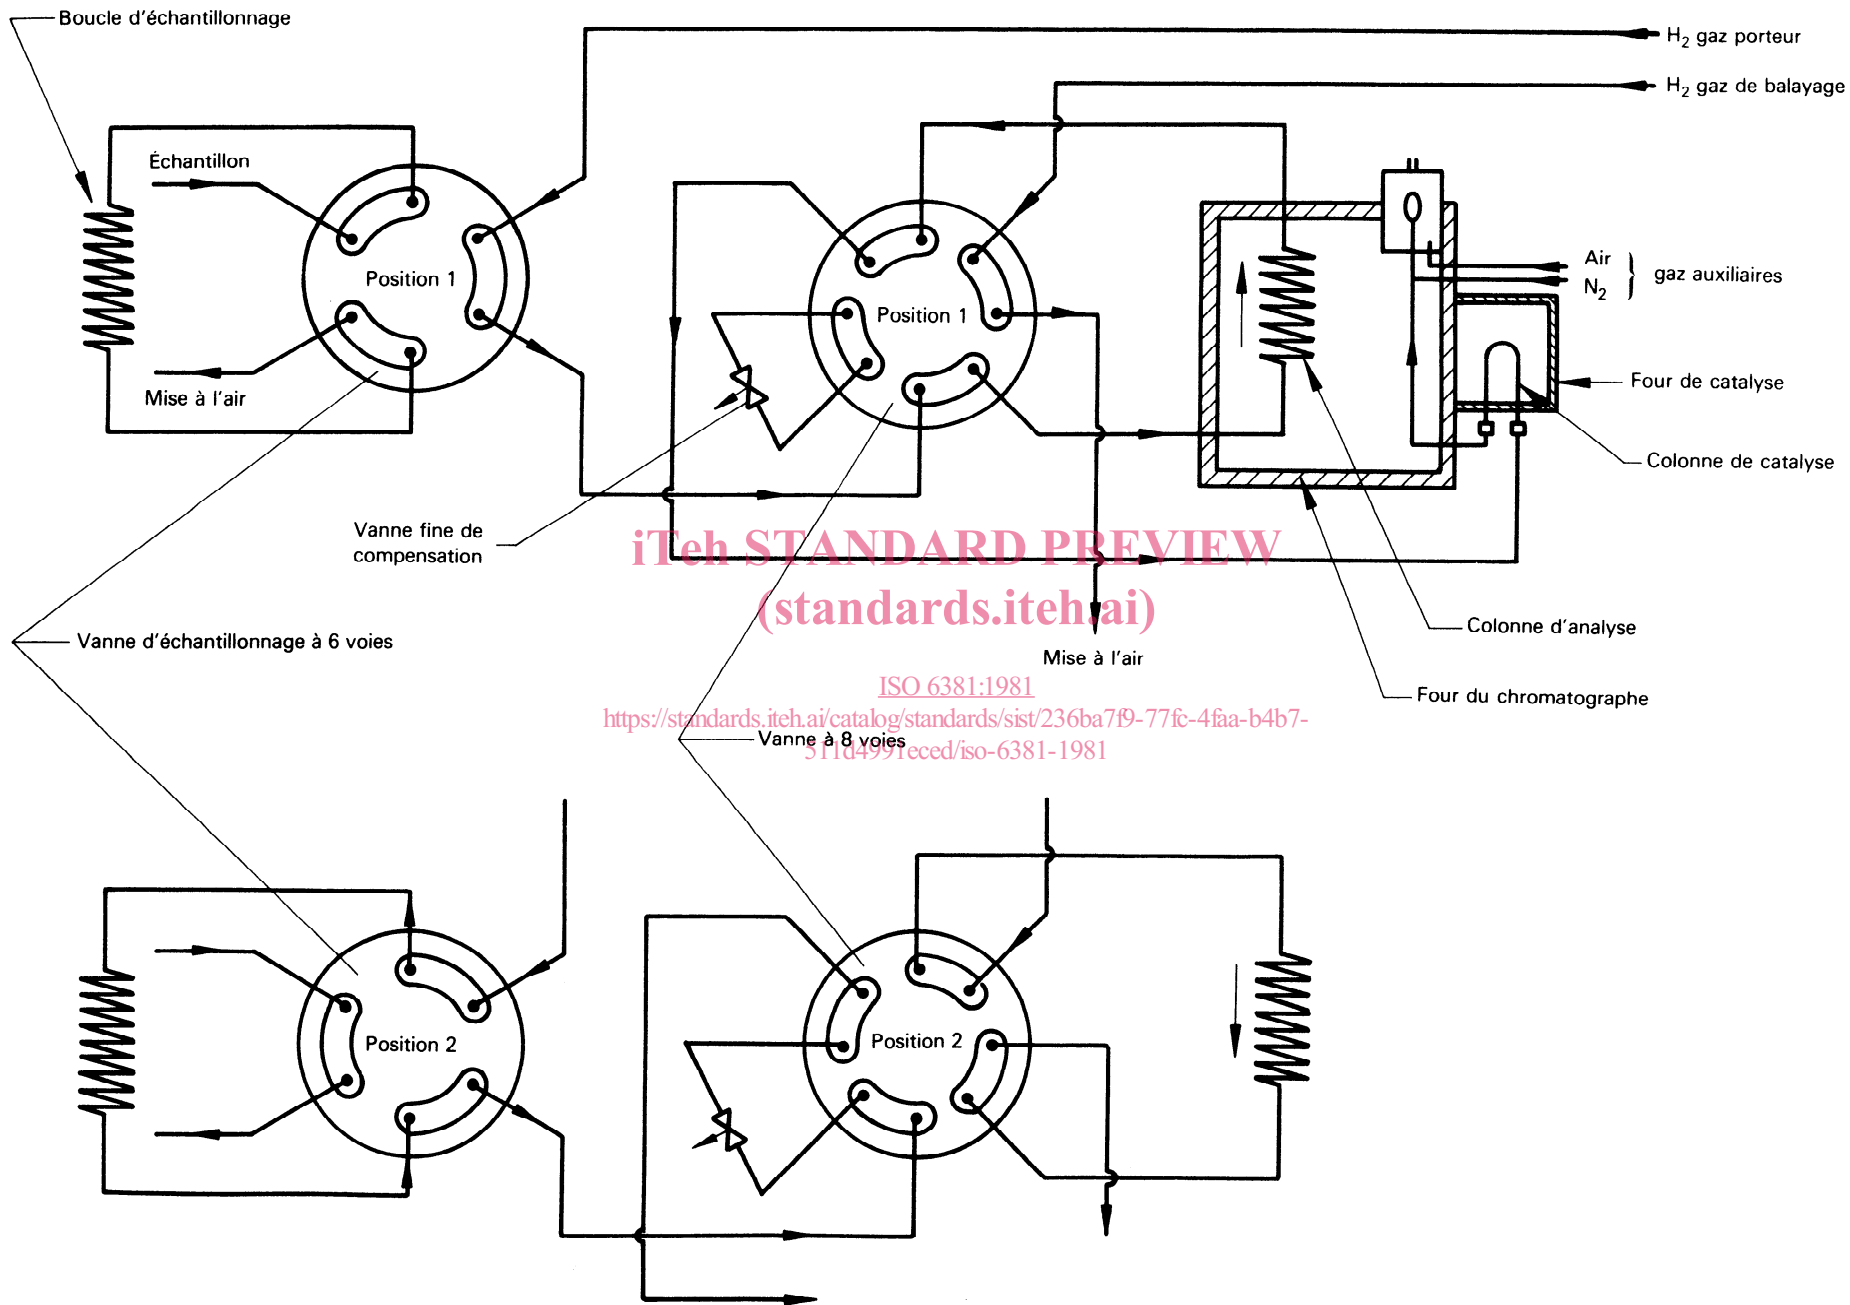 Boucle d'échantillonnage
H2 gaz porteur
H2 gaz de balayage
Échantillon
Position 1
Mise à l'air
Position 1
Air
N2
gaz auxiliaires
Four de catalyse
Colonne de catalyse
Vanne fine de
compensation
iTeh STANDARD PREVIEW
(standards.iteh.ai)
Vanne d'échantillonnage à 6 voies
Colonne d'analyse
Mise à l'air
ISO 6381:1981
Four du chromatographe
https://standards.iteh.ai/catalog/standards/sist/236ba7f9-77fc-4faa-b4b7-
Vanne à 8 voies
511d4991eced/iso-6381-1981
Position 2
Position 2